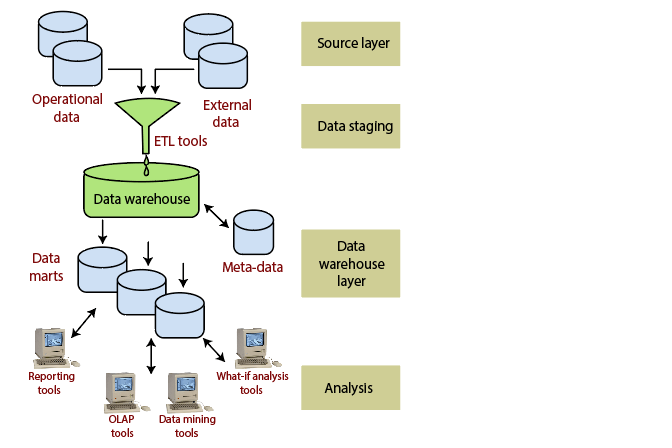 Source layer
Operational
data
External
data
Data staging
ETL tools
Data warehouse
Data
marts
Meta-data
Data
warehouse
layer
Reporting
tools
What-if analysis
tools
Analysis
OLAP
tools
Data mining
tools